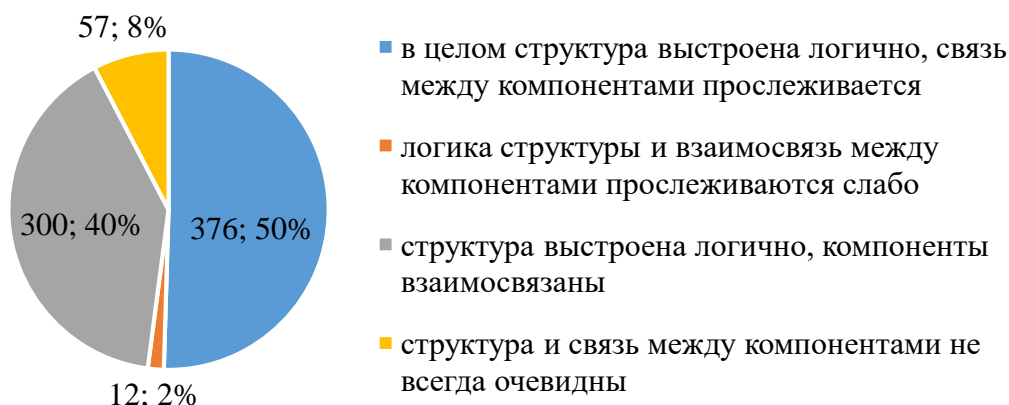 57; 8%
300; 40%
376; 50%
12; 2%
в целом структура выстроена логично, связь
между компонентами прослеживается
логика структуры и взаимосвязь между
компонентами прослеживаются слабо
структура выстроена логично, компоненты
взаимосвязаны
структура и связь между компонентами не
всегда очевидны